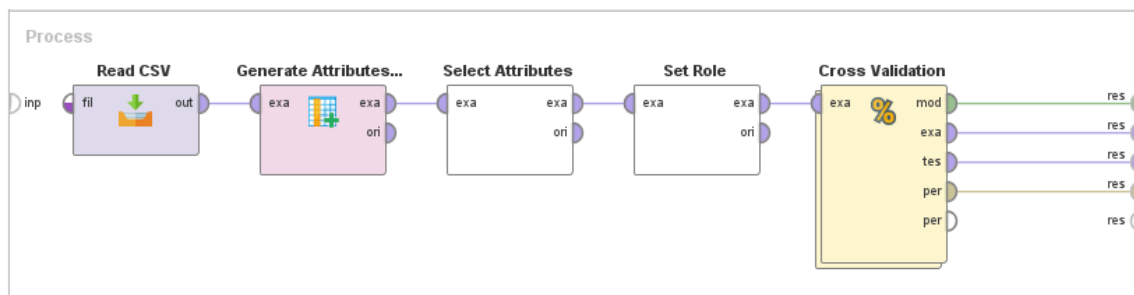 Process
Read CSV
Generate Attributes...
Select Attributes
Set Role
Cross Validation
inp
fil
out
exa
exa
ori
exa
exa
ori
exa
exa
ori
exa
%
mod
exa
tes
per
per
res
res
res
res
res